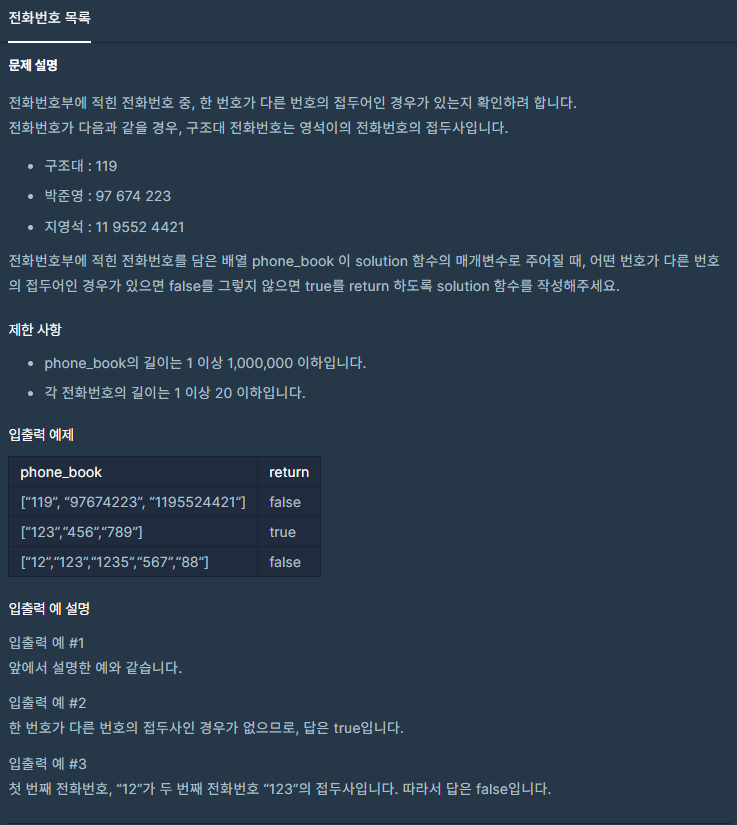 전화번호 목록
문제 설명
전화번호부에 적힌 전화번호 중, 한 번호가 다른 번호의 접두어인 경우가 있는지 확인하려 합니다.
전화번호가 다음과 같을 경우, 구조대 전화번호는 영석이의 전화번호의 접두사입니다.
• 구조대 : 119
• 박준영 : 97 674 223
• 지영석 : 11 9552 4421
전화번호부에 적힌 전화번호를 담은 배열 phone_book 이 solution 함수의 매개변수로 주어질 때, 어떤 번호가 다른 번호
의 접두어인 경우가 있으면 false를 그렇지 않으면 true를 return 하도록 solution 함수를 작성해주세요.
제한 사항
• phone_book의 길이는 1 이상 1,000,000 이하입니다.
• 각 전화번호의 길이는 1 이상 20 이하입니다.
입출력 예제
phone_book return
[“119”, “97674223”, “1195524421”] false
[“123”,“456”,“789”] true
[“12”,“123”,“1235”,“567”,“88”] false
입출력 예 설명
입출력 예 #1
앞에서 설명한 예와 같습니다.
입출력 예 #2
한 번호가 다른 번호의 접두사인 경우가 없으므로, 답은 true입니다.
입출력 예 #3
첫 번째 전화번호, “12”가 두 번째 전화번호 “123”의 접두사입니다. 따라서 답은 false입니다.